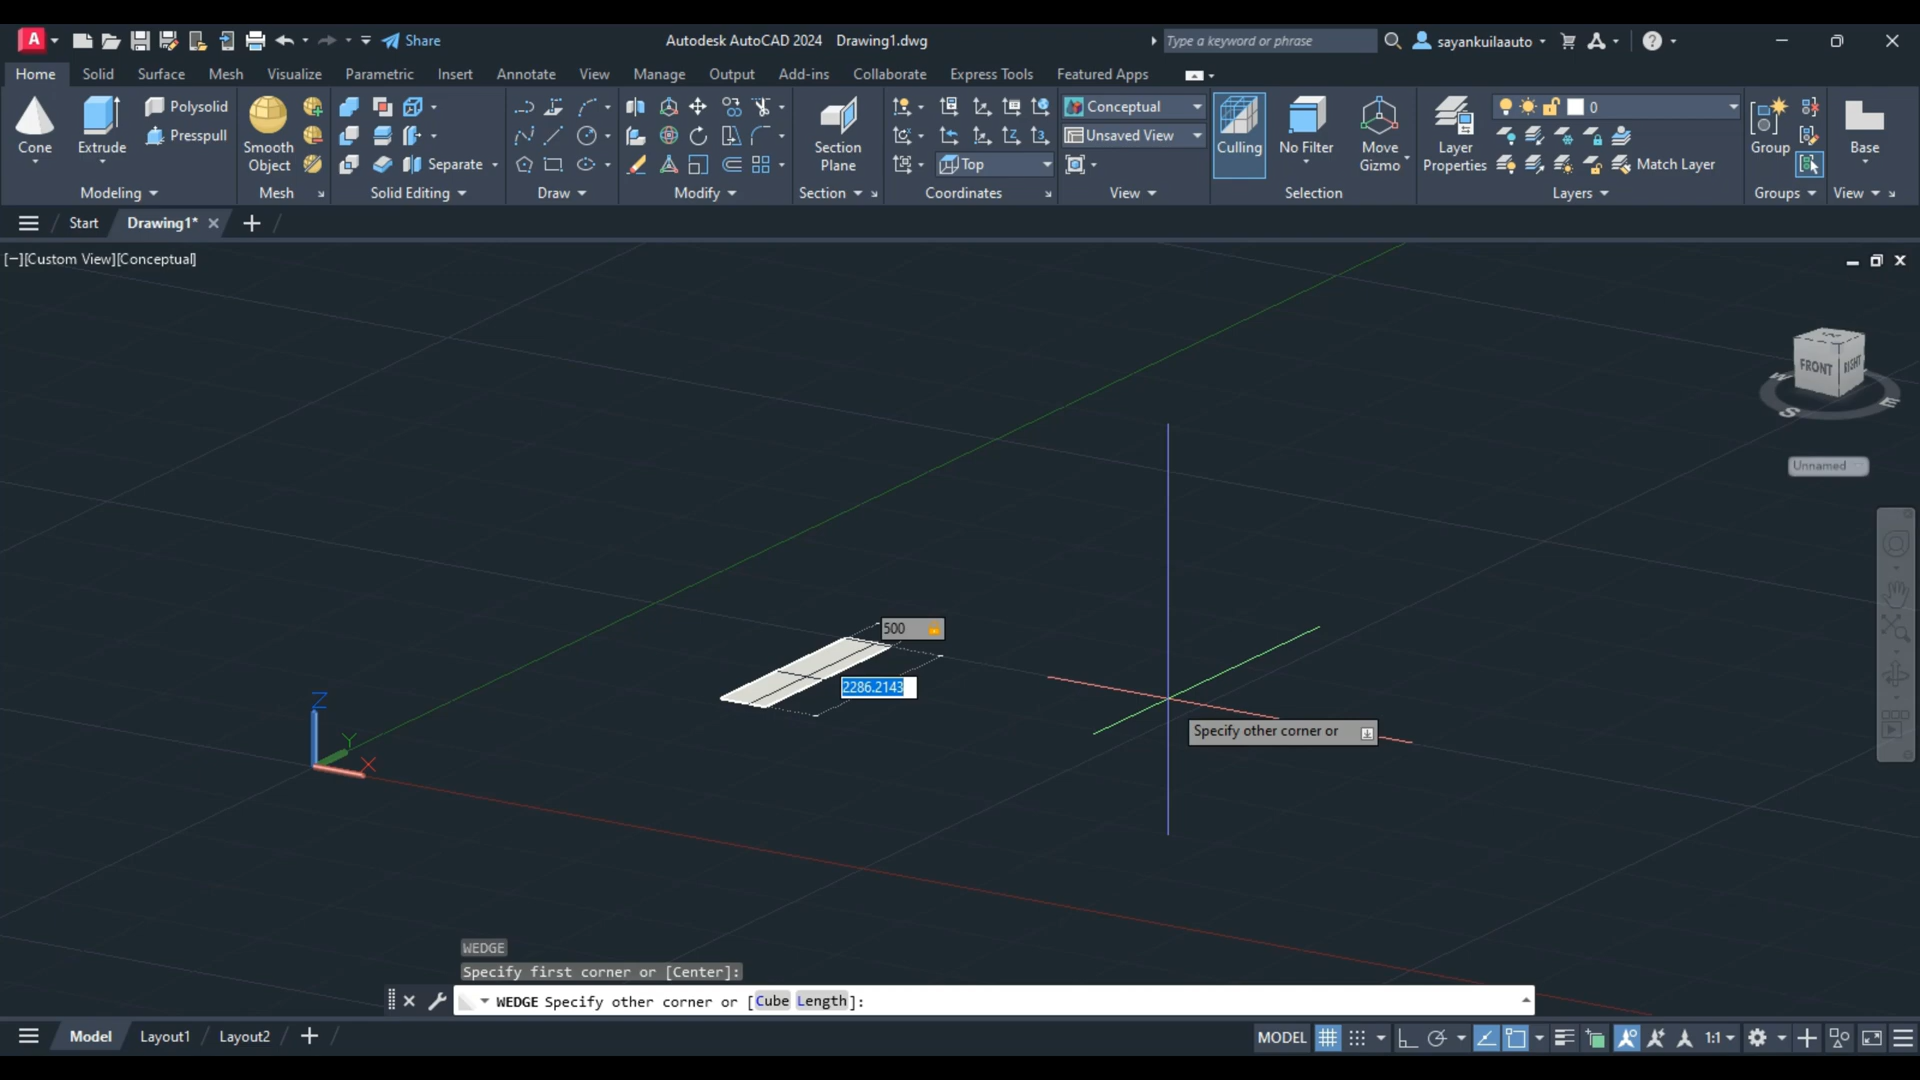 A
Share
Autodesk AutoCAD 2024 Drawing1.dwg
Type a keyword or phrase
sayankuilaauto
Home Solid Surface Mesh Visualize Parametric Insert Annotate View Manage Output Add-ins Collaborate Express Tools Featured Apps
Cone
Extrude
Polysolid
Presspull
Modeling
Smooth
Object
Mesh
Separate
Solid Editing
Draw
Modify
Section
Plane
Section
Top
Coordinates
Conceptual
Unsaved View
View
Culling
No Filter
Move
Gizmo
Selection
Layer
Properties
0
Match Layer
Layers
Group
Groups
Base
View
Start
Drawing1*
[−][Custom View][Conceptual]
FRONT
RIGHT
W
S
E
Unnamed
500
2286.2143
Specify other corner or
Z
Y
X
WEDGE
Specify first corner or [Center]:
WEDGE Specify other corner or [Cube Length]:
Model Layout1 Layout2
MODEL
1:1